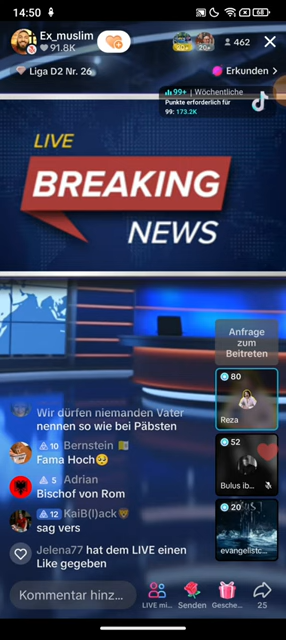 14:50
68
Ex_muslim
91.8K
20+
462
Liga D2 Nr. 26
Erkunden >
99+ | Wöchentliche
Punkte erforderlich für
99: 173.2K
LIVE
BREAKING
NEWS
Anfrage
zum
Beitreten
80
Reza
52
Bulus ib...
20
evangelistc...
Wir dürfen niemanden Vater
nennen so wie bei Päbsten
10 Bernstein
Fama Hoch🥺
5 Adrian
Bischof von Rom
12 KaiB(l)ack
sag vers
Jelena77 hat dem LIVE einen
Like gegeben
Kommentar hinz...
LIVE mi...
Senden
Gesche...
25